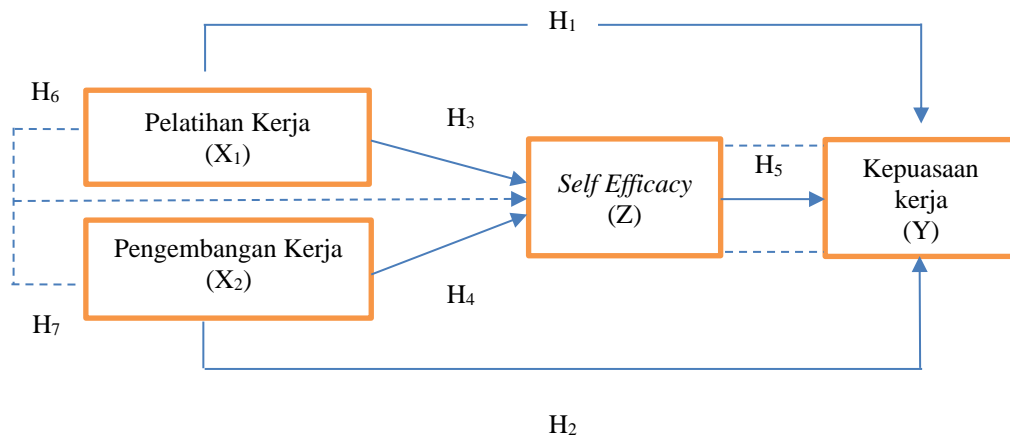 H₁
H₆
Pelatihan Kerja
(X₁)
H₃
Self Efficacy
(Z)
H₅
Kepuasaan
kerja
(Y)
Pengembangan Kerja
(X₂)
H₄
H₇
H₂